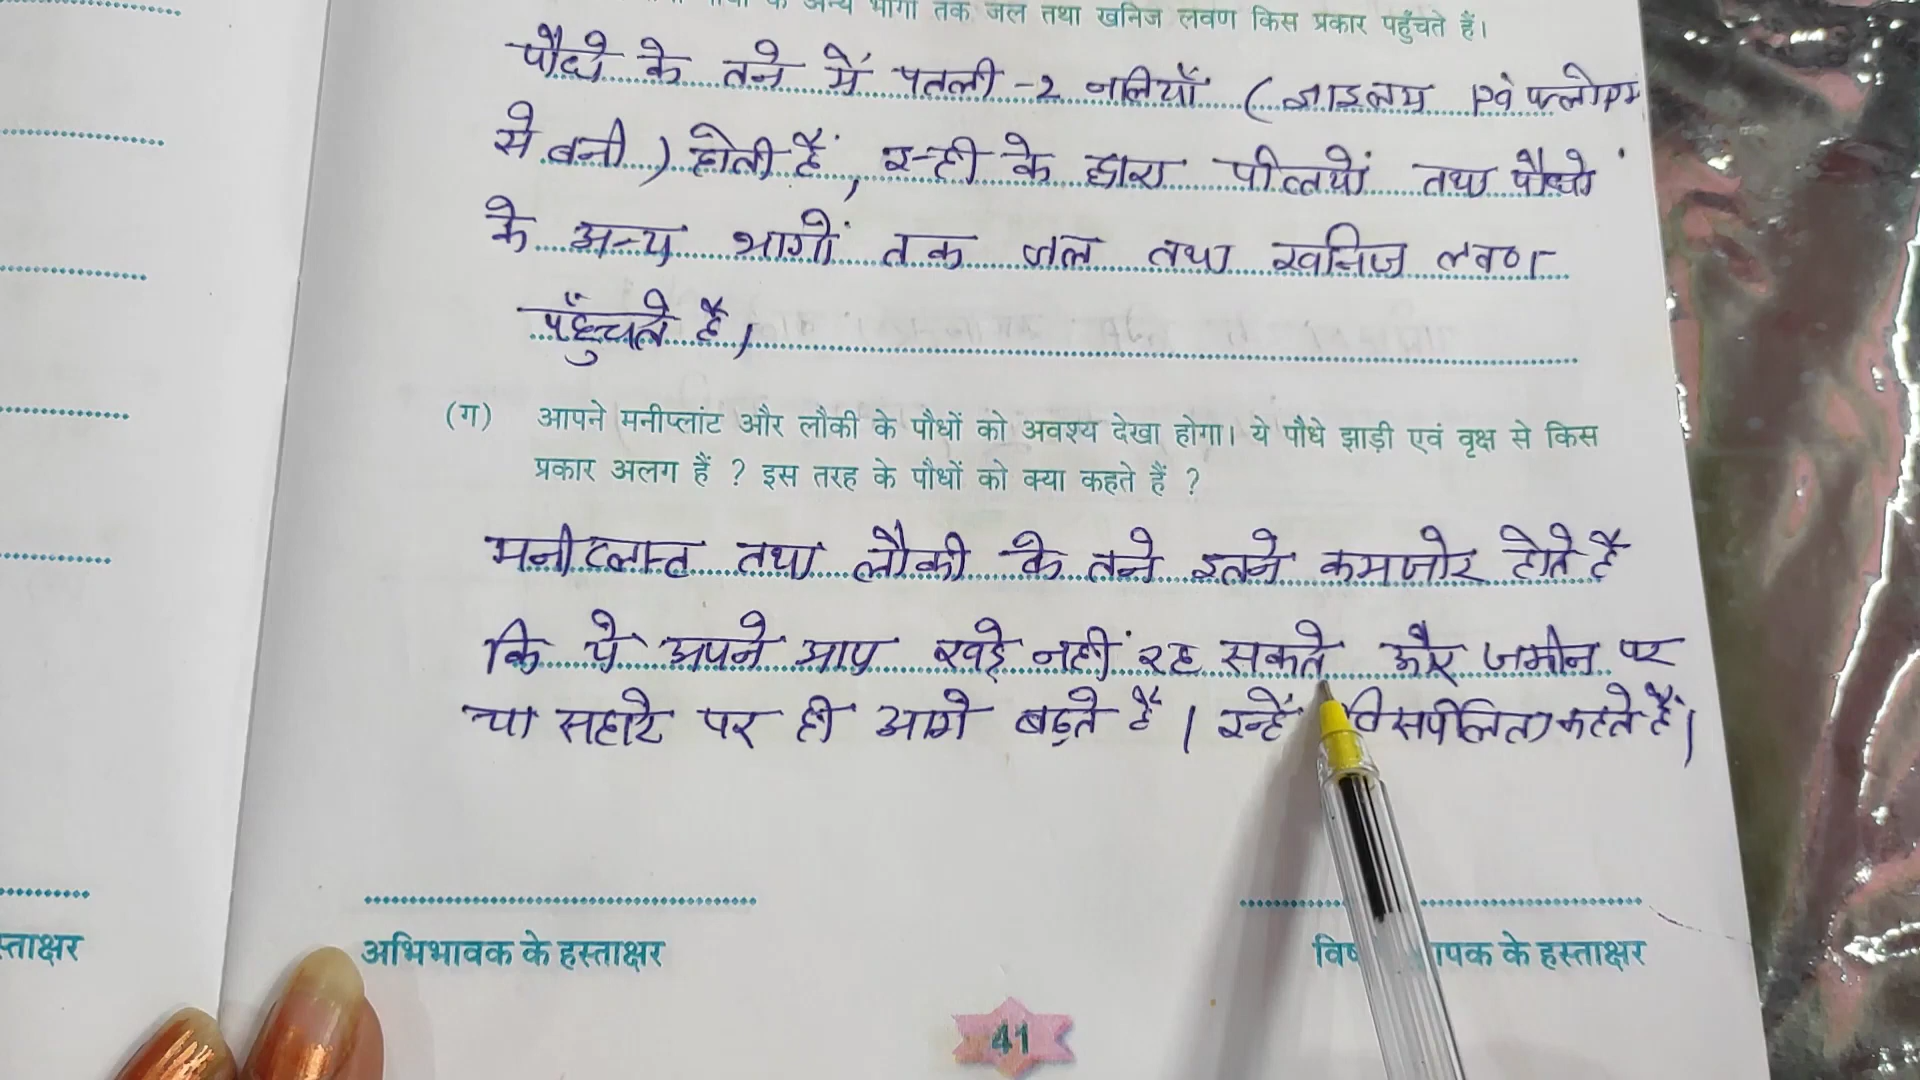 के अन्य भागों तक जल तथा खनिज लवण किस प्रकार पहुँचते हैं।
पौधे के तने में पतली -2 नलियाँ (जाइलम एवं फ्लोएम
से बनी) होती हैं, इन्ही के द्वारा पत्तियों तथा पौधों
के अन्य भागों तक जल तथा खनिज लवण
पहुँचते हैं।
(ग) आपने मनीप्लांट और लौकी के पौधों को अवश्य देखा होगा। ये पौधे झाड़ी एवं वृक्ष से किस
प्रकार अलग हैं ? इस तरह के पौधों को क्या कहते हैं ?
मनीप्लान्ट तथा लौकी के तने इतने कमजोर होते हैं
कि ये अपने आप खड़े नहीं रह सकते और जमीन पर
या सहारे पर ही आगे बढ़ते हैं। इन्हें विसर्पीलता कहते हैं।
स्ताक्षर
अभिभावक के हस्ताक्षर
के हस्ताक्षर
41